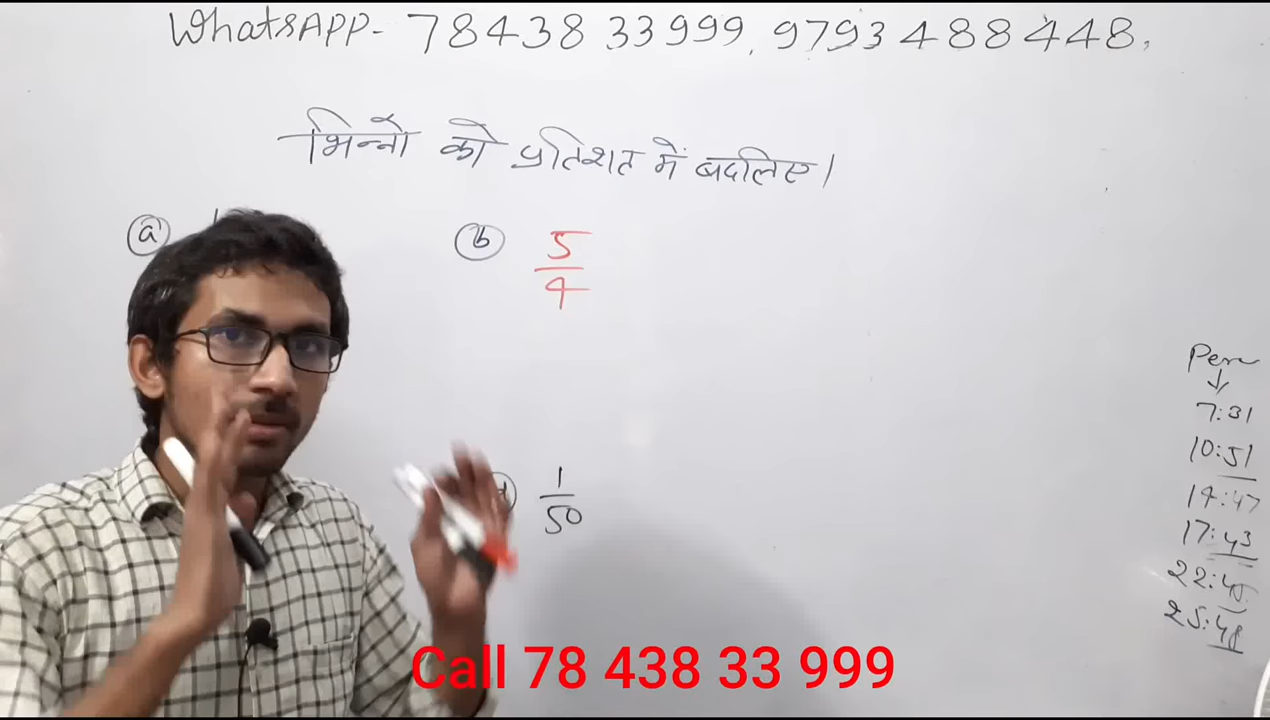 WhatsAPP- 78438 33999, 9793488448,
भिन्नो को प्रतिशत में बदलिए।
(a)
(b) 5/4
(d) 1/50
Per
↓
7:31
10:51
14:47
17:43
22:45
25:48
Call 78 438 33 999